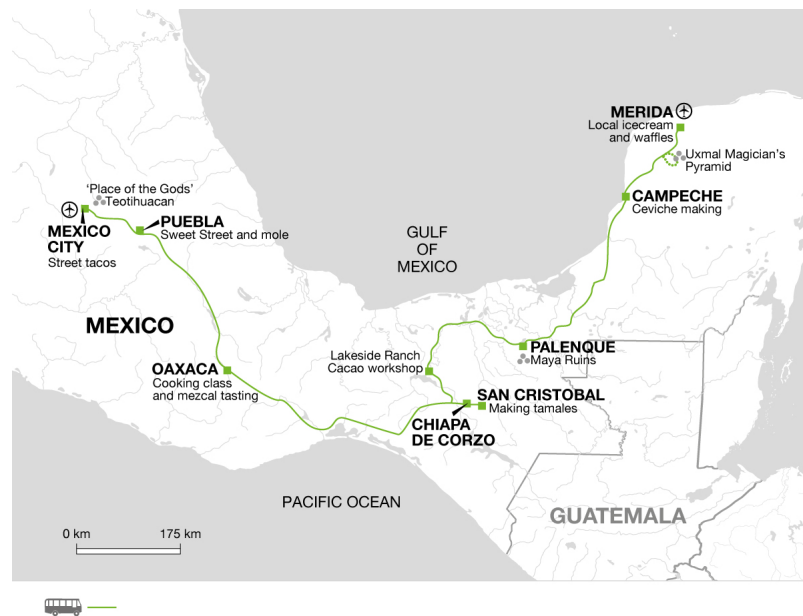 MERIDA
Local icecream
and waffles
Uxmal Magician's
Pyramid
'Place of the Gods'
Teotihuacan
CAMPECHE
Ceviche making
MEXICO
CITY
Street tacos
PUEBLA
Sweet Street and mole
GULF
OF
MEXICO
MEXICO
Lakeside Ranch
Cacao workshop
PALENQUE
Maya Ruins
OAXACA
Cooking class
and mezcal tasting
SAN CRISTOBAL
Making tamales
CHIAPA
DE CORZO
PACIFIC OCEAN
GUATEMALA
0 km
175 km